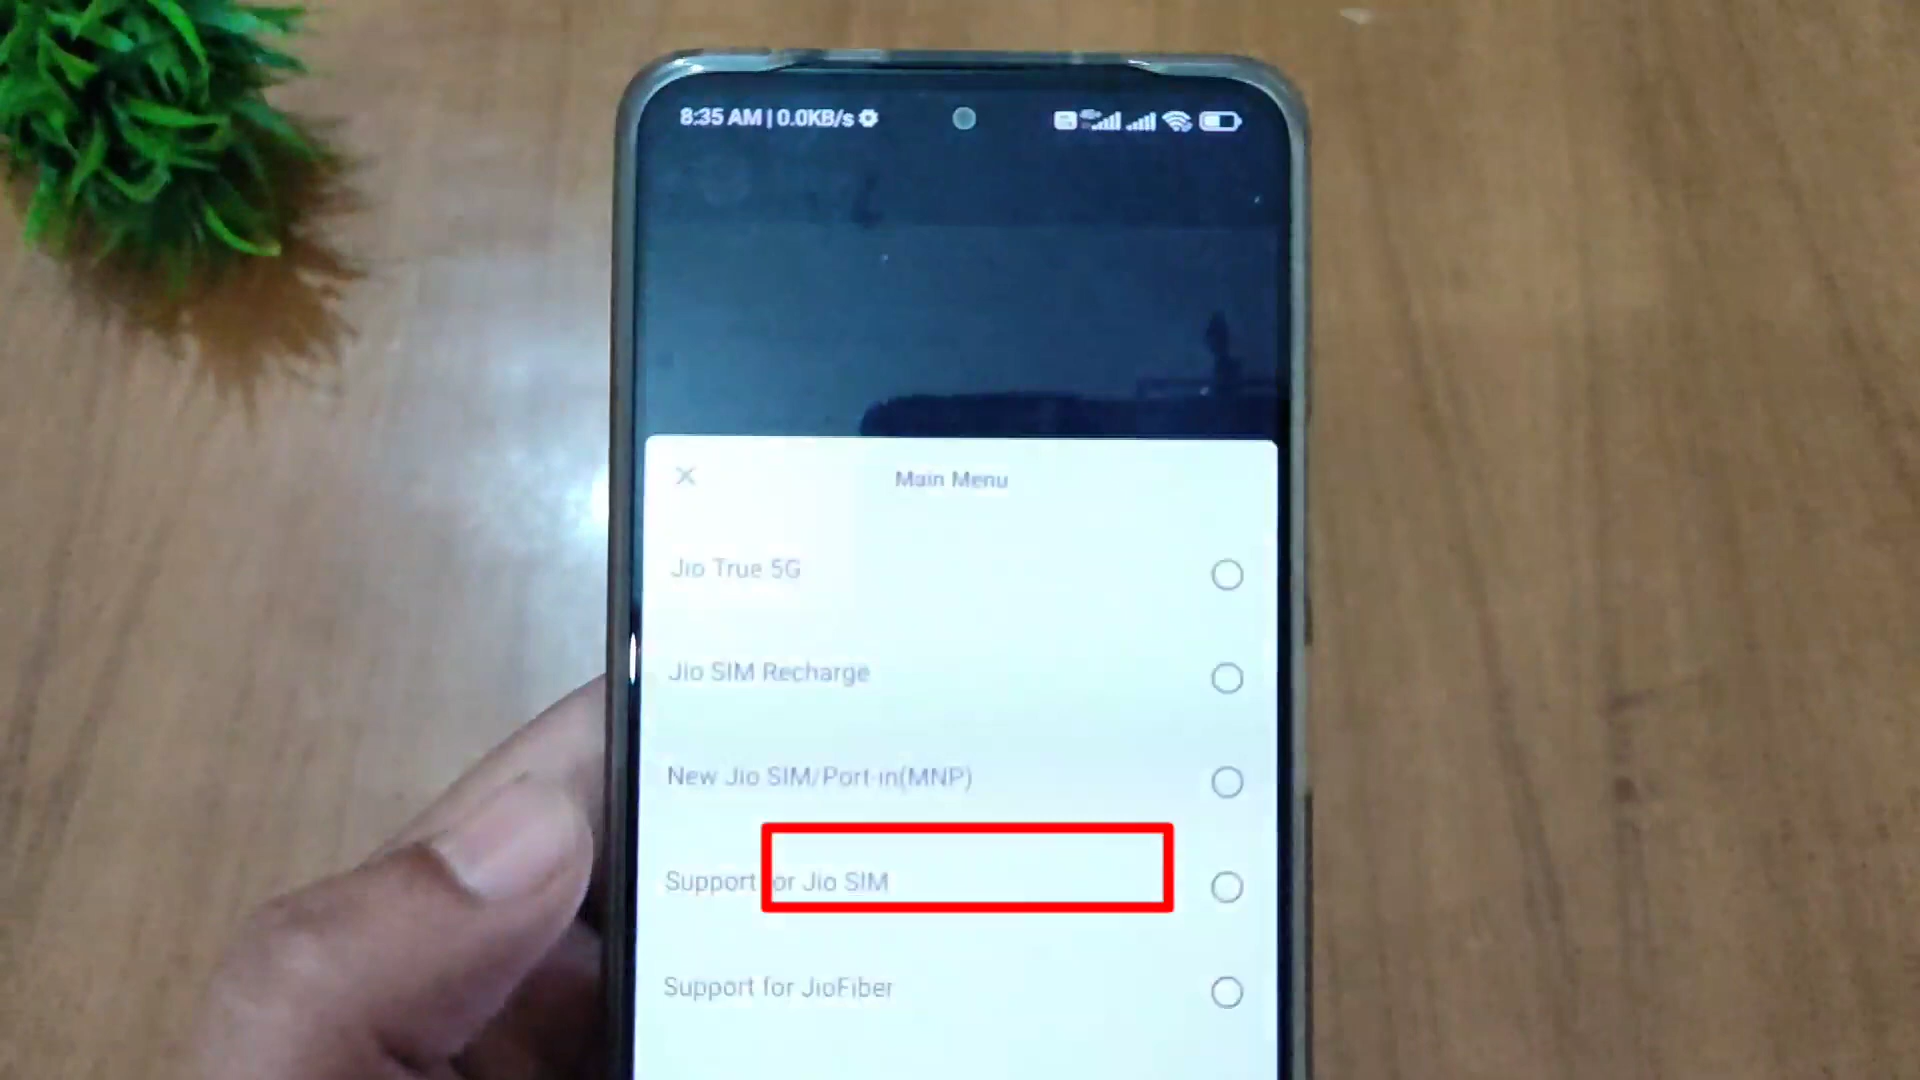 8:35 AM | 0.0KB/s
Main Menu
Jio True 5G
Jio SIM Recharge
New Jio SIM/Port-in(MNP)
Support for Jio SIM
Support for JioFiber